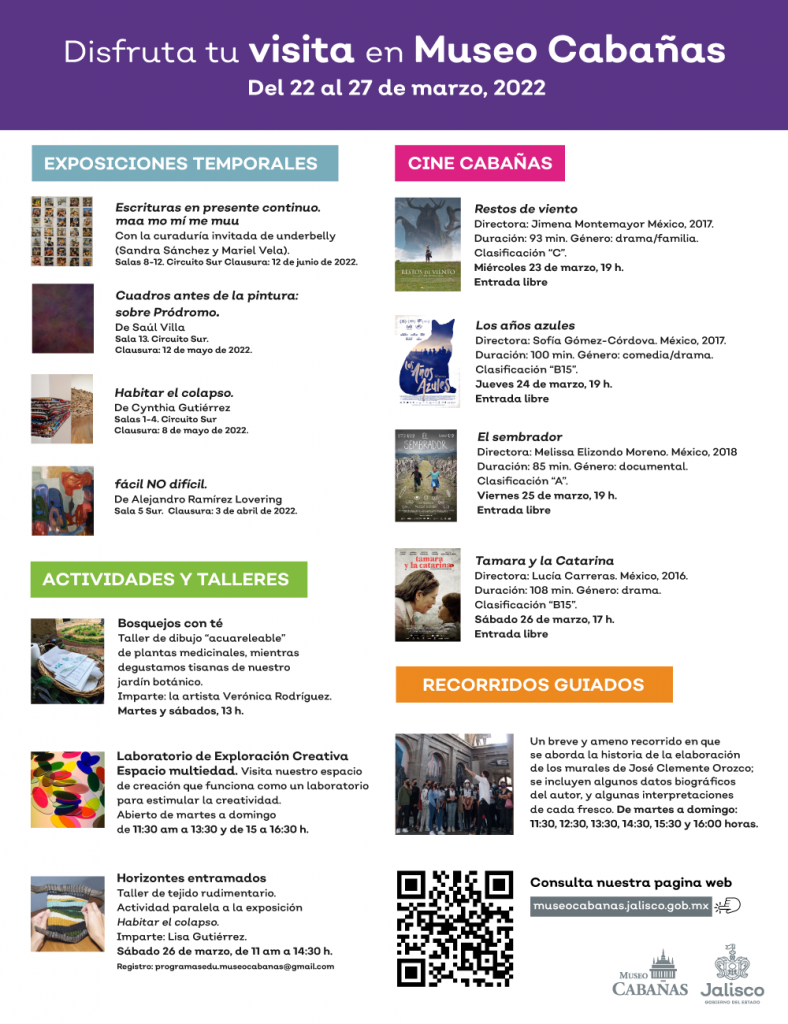 Disfruta tu visita en Museo Cabañas
Del 22 al 27 de marzo, 2022
EXPOSICIONES TEMPORALES
Escrituras en presente continuo.
maa mo mí me muu
Con la curaduría invitada de underbelly
(Sandra Sánchez y Mariel Vela).
Salas 8-12. Circuito Sur Clausura: 12 de junio de 2022.
Cuadros antes de la pintura:
sobre Pródromo.
De Saúl Villa
Sala 13. Circuito Sur.
Clausura: 12 de mayo de 2022.
Habitar el colapso.
De Cynthia Gutiérrez
Salas 1-4. Circuito Sur
Clausura: 8 de mayo de 2022.
fácil NO difícil.
De Alejandro Ramírez Lovering
Sala 5 Sur. Clausura: 3 de abril de 2022.
ACTIVIDADES Y TALLERES
Bosquejos con té
Taller de dibujo “acuareleable”
de plantas medicinales, mientras
degustamos tisanas de nuestro
jardín botánico.
Imparte: la artista Verónica Rodríguez.
Martes y sábados, 13 h.
Laboratorio de Exploración Creativa
Espacio multiedad. Visita nuestro espacio
de creación que funciona como un laboratorio
para estimular la creatividad.
Abierto de martes a domingo
de 11:30 am a 13:30 y de 15 a 16:30 h.
Horizontes entramados
Taller de tejido rudimentario.
Actividad paralela a la exposición
Habitar el colapso.
Imparte: Lisa Gutiérrez.
Sábado 26 de marzo, de 11 am a 14:30 h.
Registro: programasedu.museocabanas@gmail.com
CINE CABAÑAS
RESTOS DE VIENTO
Restos de viento
Directora: Jimena Montemayor México, 2017.
Duración: 93 min. Género: drama/familia.
Clasificación “C”.
Miércoles 23 de marzo, 19 h.
Entrada libre
Los Años Azules
Los años azules
Directora: Sofía Gómez-Córdova. México, 2017.
Duración: 100 min. Género: comedia/drama.
Clasificación “B15”.
Jueves 24 de marzo, 19 h.
Entrada libre
EL
SEMBRADOR
El sembrador
Directora: Melissa Elizondo Moreno. México, 2018
Duración: 85 min. Género: documental.
Clasificación “A”.
Viernes 25 de marzo, 19 h.
Entrada libre
tamara
y la catarina
Tamara y la Catarina
Directora: Lucía Carreras. México, 2016.
Duración: 108 min. Género: drama.
Clasificación “B15”.
Sábado 26 de marzo, 17 h.
Entrada libre
RECORRIDOS GUIADOS
Un breve y ameno recorrido en que
se aborda la historia de la elaboración
de los murales de José Clemente Orozco;
se incluyen algunos datos biográficos
del autor, y algunas interpretaciones
de cada fresco. De martes a domingo:
11:30, 12:30, 13:30, 14:30, 15:30 y 16:00 horas.
Consulta nuestra pagina web
museocabanas.jalisco.gob.mx
MUSEO
CABAÑAS
Jalisco
GOBIERNO DEL ESTADO